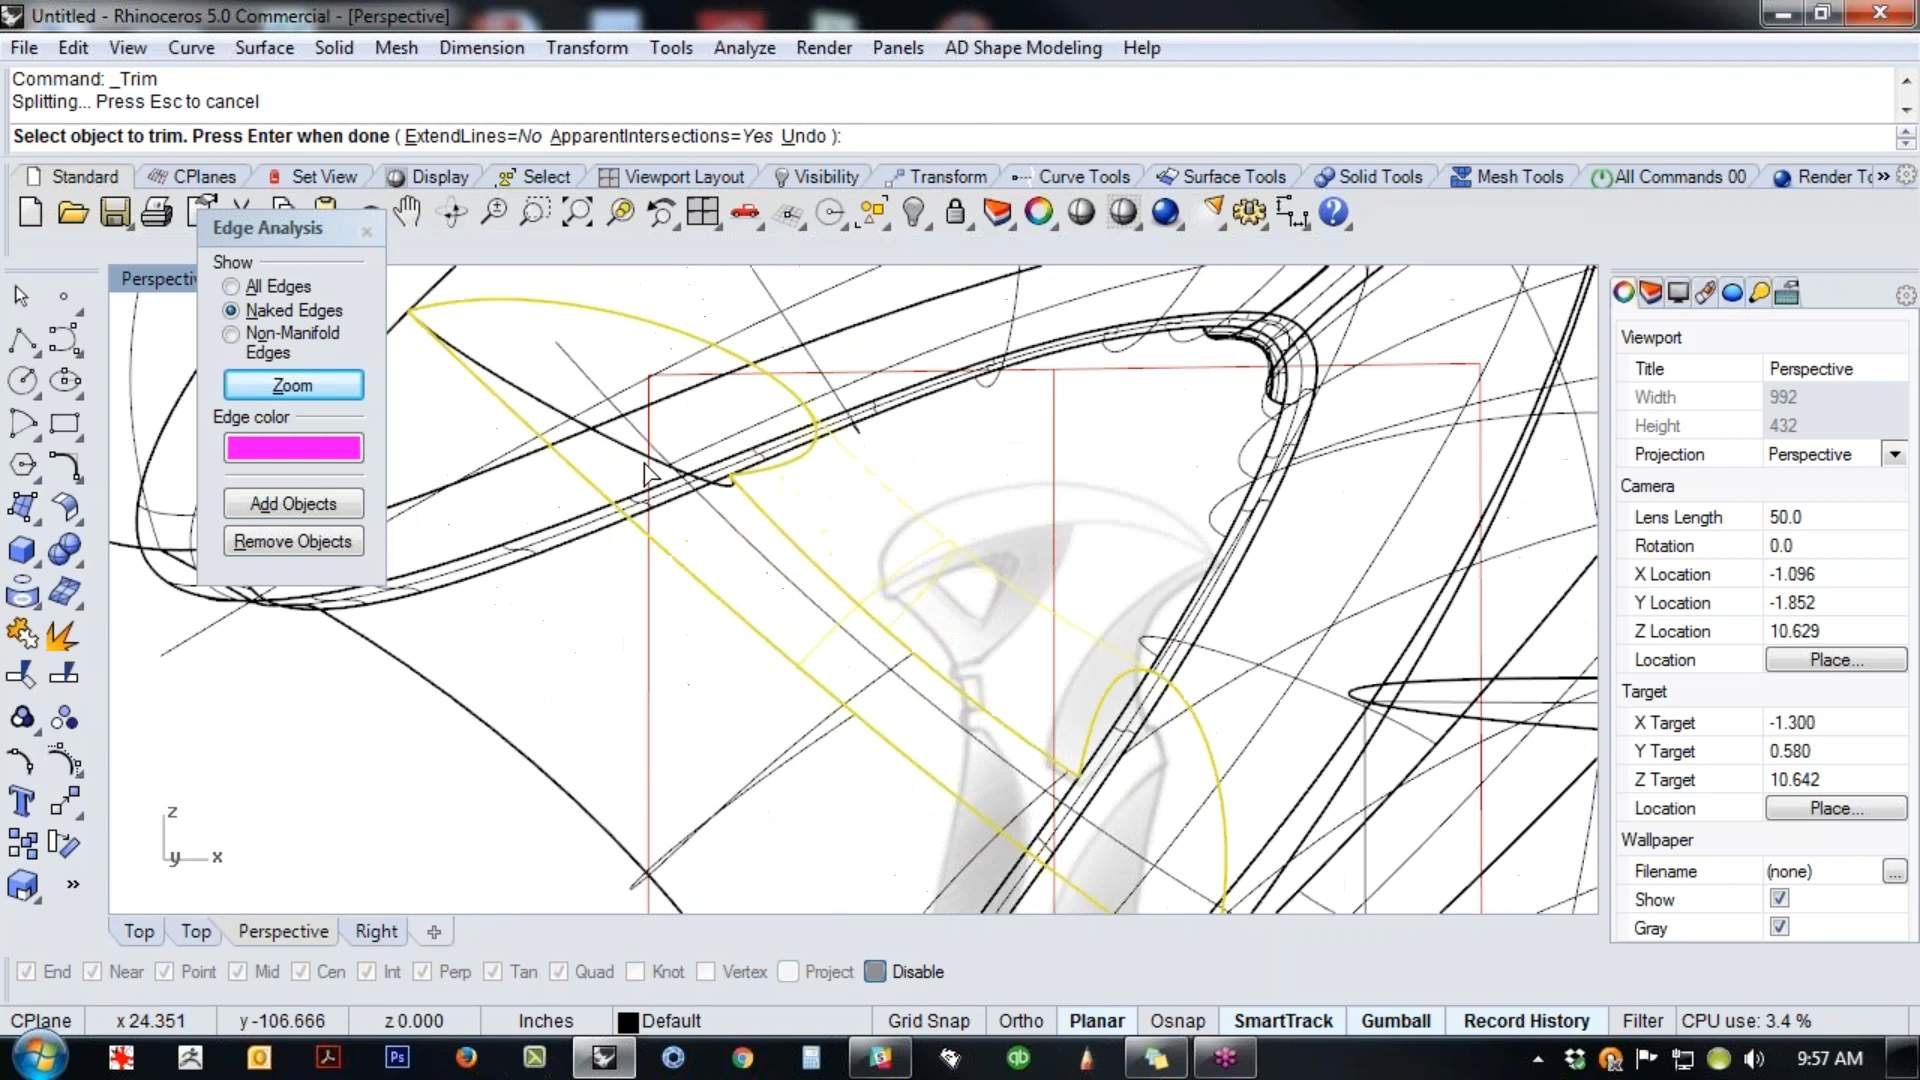 Untitled - Rhinoceros 5.0 Commercial - [Perspective]
File Edit View Curve Surface Solid Mesh Dimension Transform Tools Analyze Render Panels AD Shape Modeling Help
Command: _Trim
Splitting... Press Esc to cancel
Select object to trim. Press Enter when done ( ExtendLines=No ApparentIntersections=Yes Undo ):
Standard CPlanes Set View Display Select Viewport Layout Visibility Transform Curve Tools Surface Tools Solid Tools Mesh Tools All Commands 00 Render To
Edge Analysis
Show
All Edges
Naked Edges
Non-Manifold
Edges
Zoom
Edge color
Add Objects
Remove Objects
Perspectiv
z
y x
Viewport
Title Perspective
Width 992
Height 432
Projection Perspective
Camera
Lens Length 50.0
Rotation 0.0
X Location -1.096
Y Location -1.852
Z Location 10.629
Location Place...
Target
X Target -1.300
Y Target 0.580
Z Target 10.642
Location Place...
Wallpaper
Filename (none) ...
Show
Gray
Top Top Perspective Right
End Near Point Mid Cen Int Perp Tan Quad Knot Vertex Project Disable
CPlane x 24.351 y -106.666 z 0.000 Inches Default Grid Snap Ortho Planar Osnap SmartTrack Gumball Record History Filter CPU use: 3.4 %
Ps qb 9:57 AM